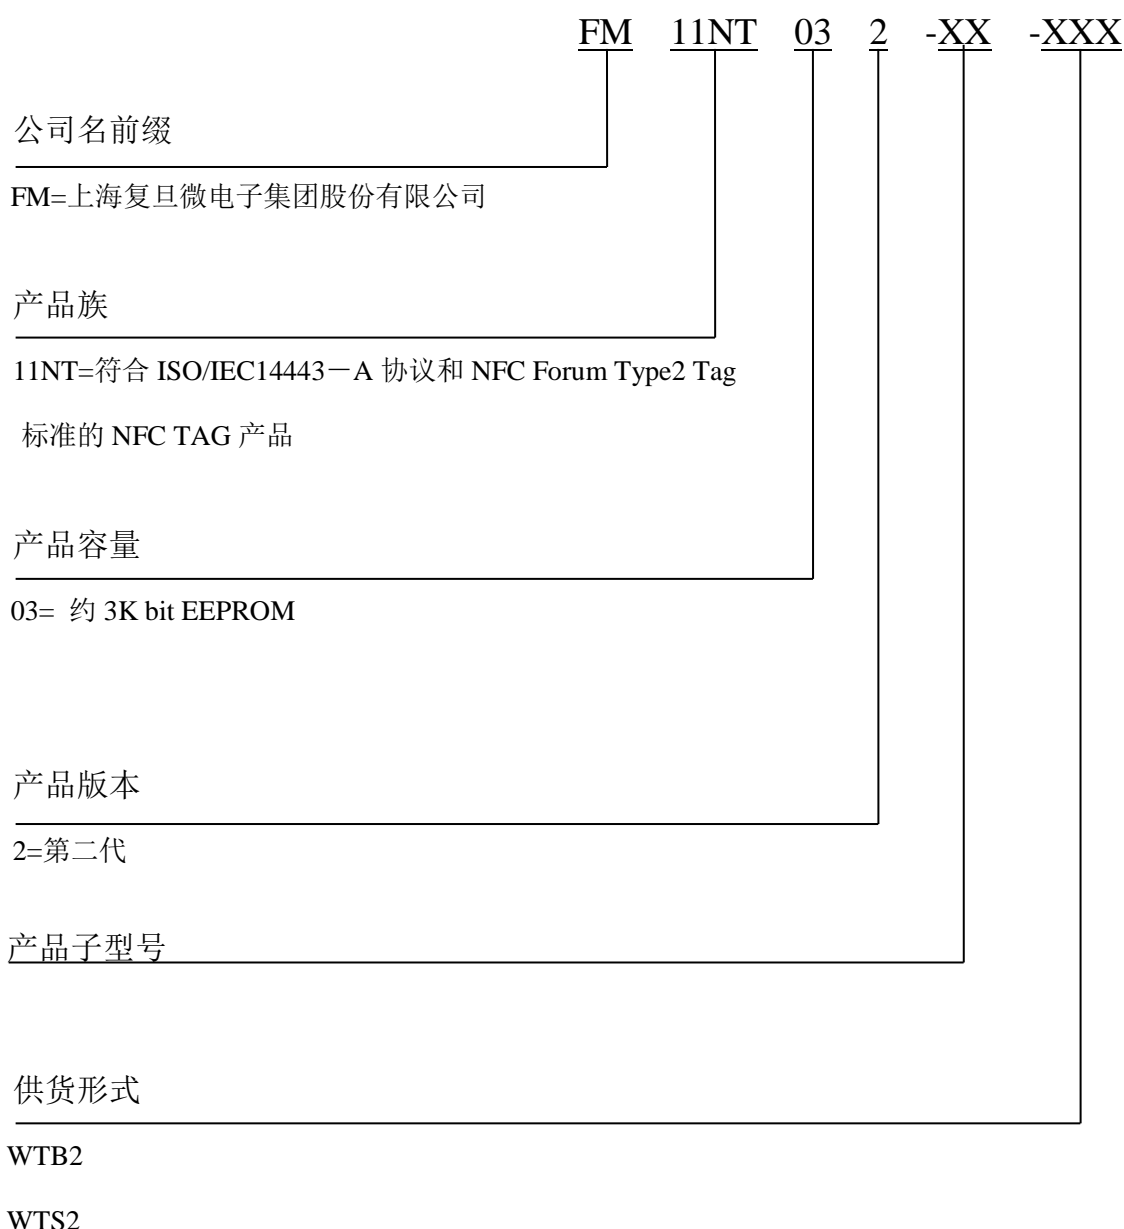 FM 11NT 03 2 -XX -XXX
公司名前缀
FM=上海复旦微电子集团股份有限公司
产品族
11NT=符合 ISO/IEC14443－A 协议和 NFC Forum Type2 Tag
标准的 NFC TAG 产品
产品容量
03= 约 3K bit EEPROM
产品版本
2=第二代
产品子型号
供货形式
WTB2
WTS2